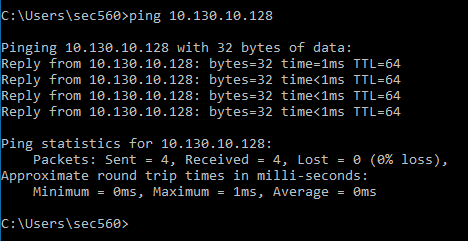 C:\Users\sec560>ping 10.130.10.128
Pinging 10.130.10.128 with 32 bytes of data:
Reply from 10.130.10.128: bytes=32 time=1ms TTL=64
Reply from 10.130.10.128: bytes=32 time<1ms TTL=64
Reply from 10.130.10.128: bytes=32 time<1ms TTL=64
Reply from 10.130.10.128: bytes=32 time<1ms TTL=64
Ping statistics for 10.130.10.128:
    Packets: Sent = 4, Received = 4, Lost = 0 (0% loss),
Approximate round trip times in milli-seconds:
    Minimum = 0ms, Maximum = 1ms, Average = 0ms
C:\Users\sec560>